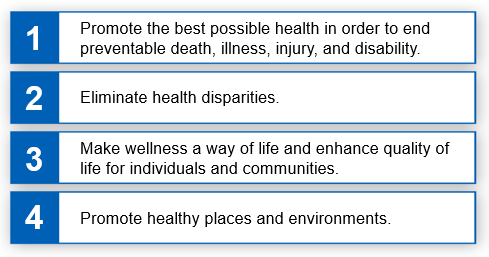 1
Promote the best possible health in order to end
preventable death, illness, injury, and disability.
2
Eliminate health disparities.
3
Make wellness a way of life and enhance quality of
life for individuals and communities.
4
Promote healthy places and environments.